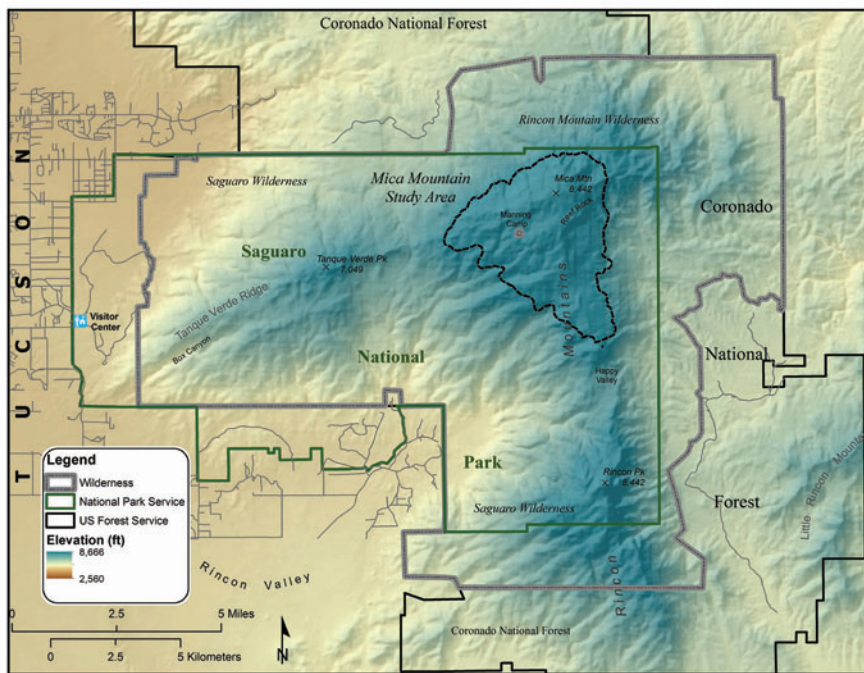 Coronado National Forest
Rincon Moutain Wilderness
Saguaro Wilderness
Mica Mountain
Study Area
Mica Mtn
8,442
Reef Rock
Manning
Camp
Coronado
Saguaro
Tanque Verde Pk
7,049
Tanque Verde Ridge
Box Canyon
Visitor
Center
TUCSON
National
Mountains
Happy
Valley
National
Park
Rincon Pk
8,442
Saguaro Wilderness
Forest
Little Rincon Mount
Rincon
Rincon Valley
Coronado National Forest
Legend
Wilderness
National Park Service
US Forest Service
Elevation (ft)
8,666
2,560
0 2.5 5 Miles
0 2.5 5 Kilometers
N